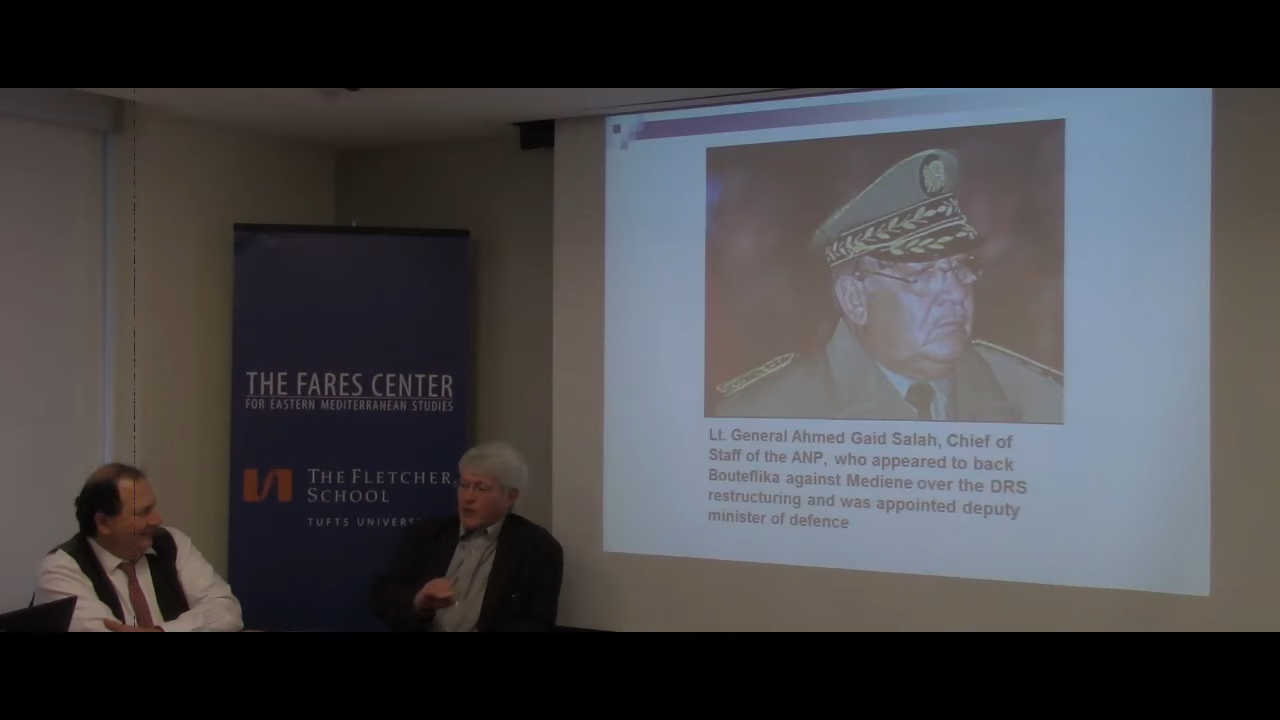 THE FARES CENTER
FOR EASTERN MEDITERRANEAN STUDIES
THE FLETCHER
SCHOOL
TUFTS
Lt. General Ahmed Gaid Salah, Chief of
Staff of the ANP, who appeared to back
Bouteflika against Mediene over the DRS
restructuring and was appointed deputy
minister of defence